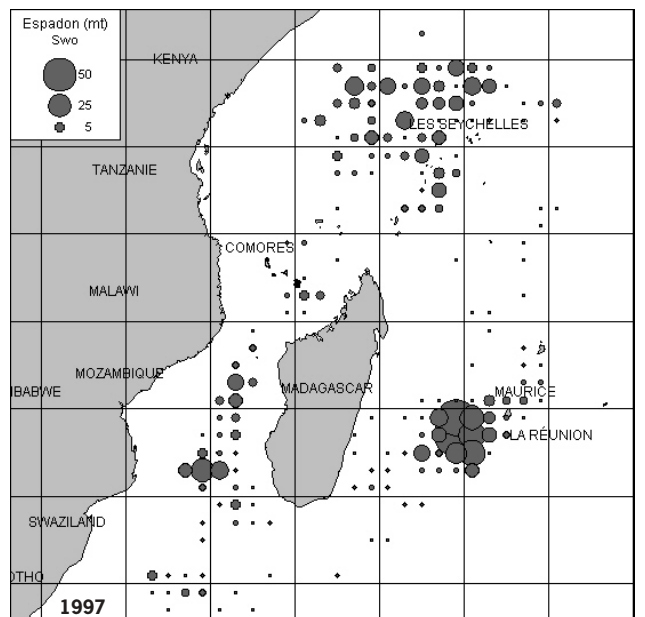 Espadon (mt)
Swo
50
25
5
KENYA
LES SEYCHELLES
TANZANIE
COMORES
MALAWI
MOZAMBIQUE
IBABWE
MADAGASCAR
MAURICE
LA RÉUNION
SWAZILAND
OTHO
1997